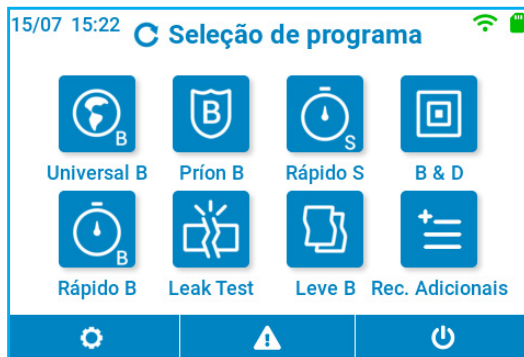 15/07 15:22 Seleção de programa
B B S
Universal B Príon B Rápido S B & D
B
Rápido B Leak Test Leve B Rec. Adicionais